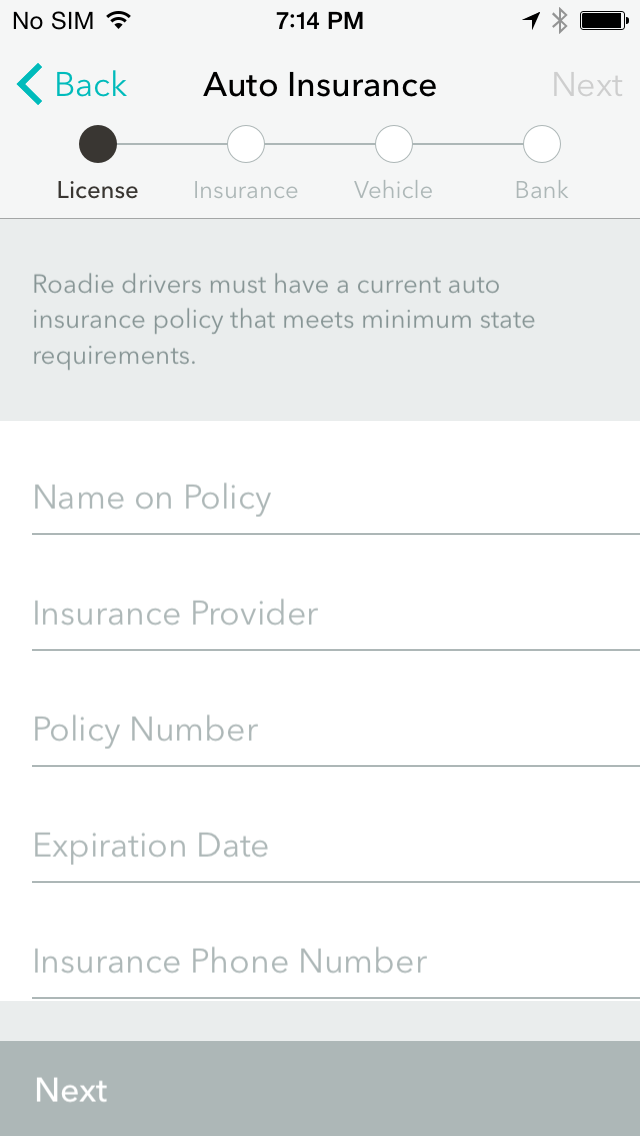 No SIM 7:14 PM
Back Auto Insurance Next
License Insurance Vehicle Bank
Roadie drivers must have a current auto
insurance policy that meets minimum state
requirements.
Name on Policy
Insurance Provider
Policy Number
Expiration Date
Insurance Phone Number
Next